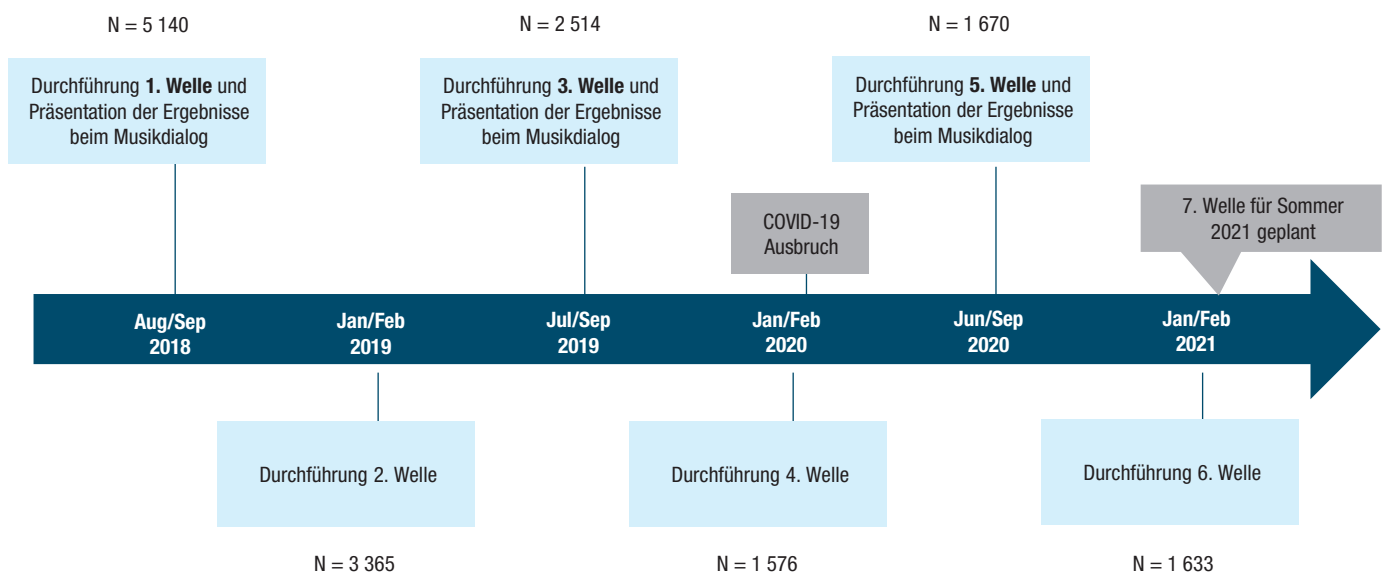 N = 5 140
N = 2 514
N = 1 670
Durchführung 1. Welle und
Präsentation der Ergebnisse
beim Musikdialog
Durchführung 3. Welle und
Präsentation der Ergebnisse
beim Musikdialog
Durchführung 5. Welle und
Präsentation der Ergebnisse
beim Musikdialog
COVID-19
Ausbruch
7. Welle für Sommer
2021 geplant
Aug/Sep
2018
Jan/Feb
2019
Jul/Sep
2019
Jan/Feb
2020
Jun/Sep
2020
Jan/Feb
2021
Durchführung 2. Welle
Durchführung 4. Welle
Durchführung 6. Welle
N = 3 365
N = 1 576
N = 1 633